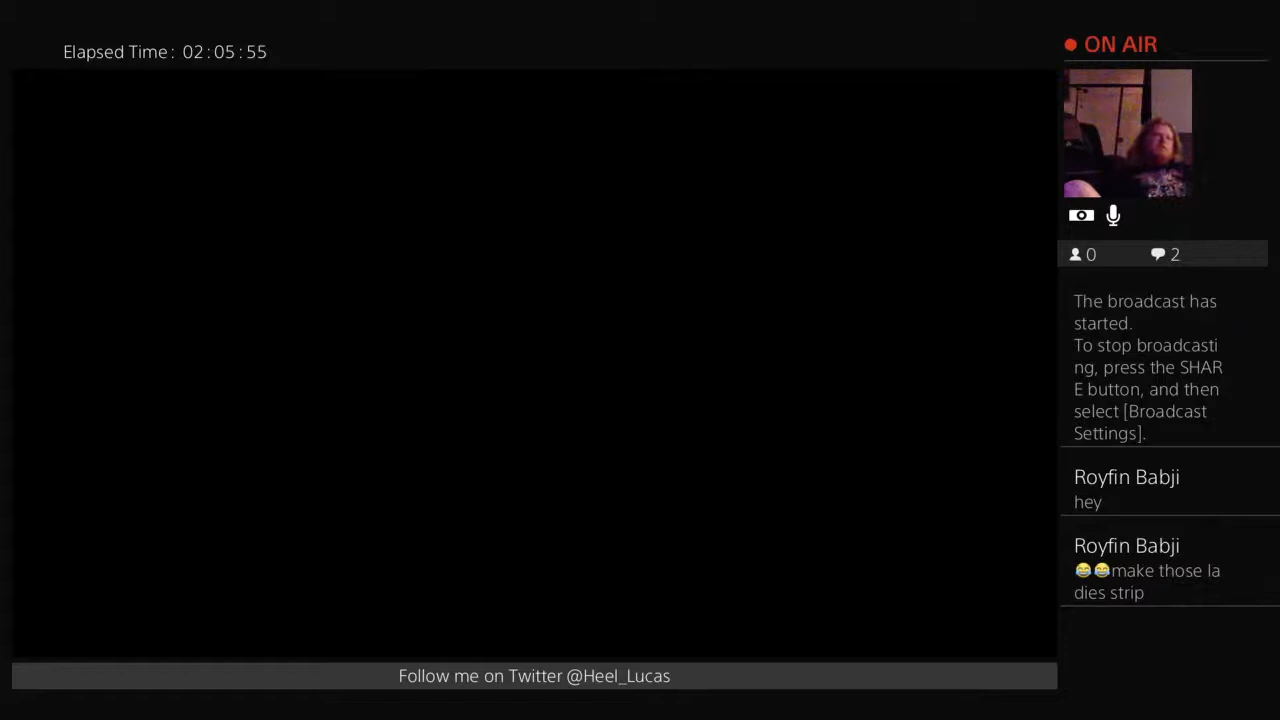 Elapsed Time: 02:05:55
ON AIR
0 2
The broadcast has
started.
To stop broadcasti
ng, press the SHAR
E button, and then
select [Broadcast
Settings].
Royfin Babji
hey
Royfin Babji
😂😂make those la
dies strip
Follow me on Twitter @Heel_Lucas